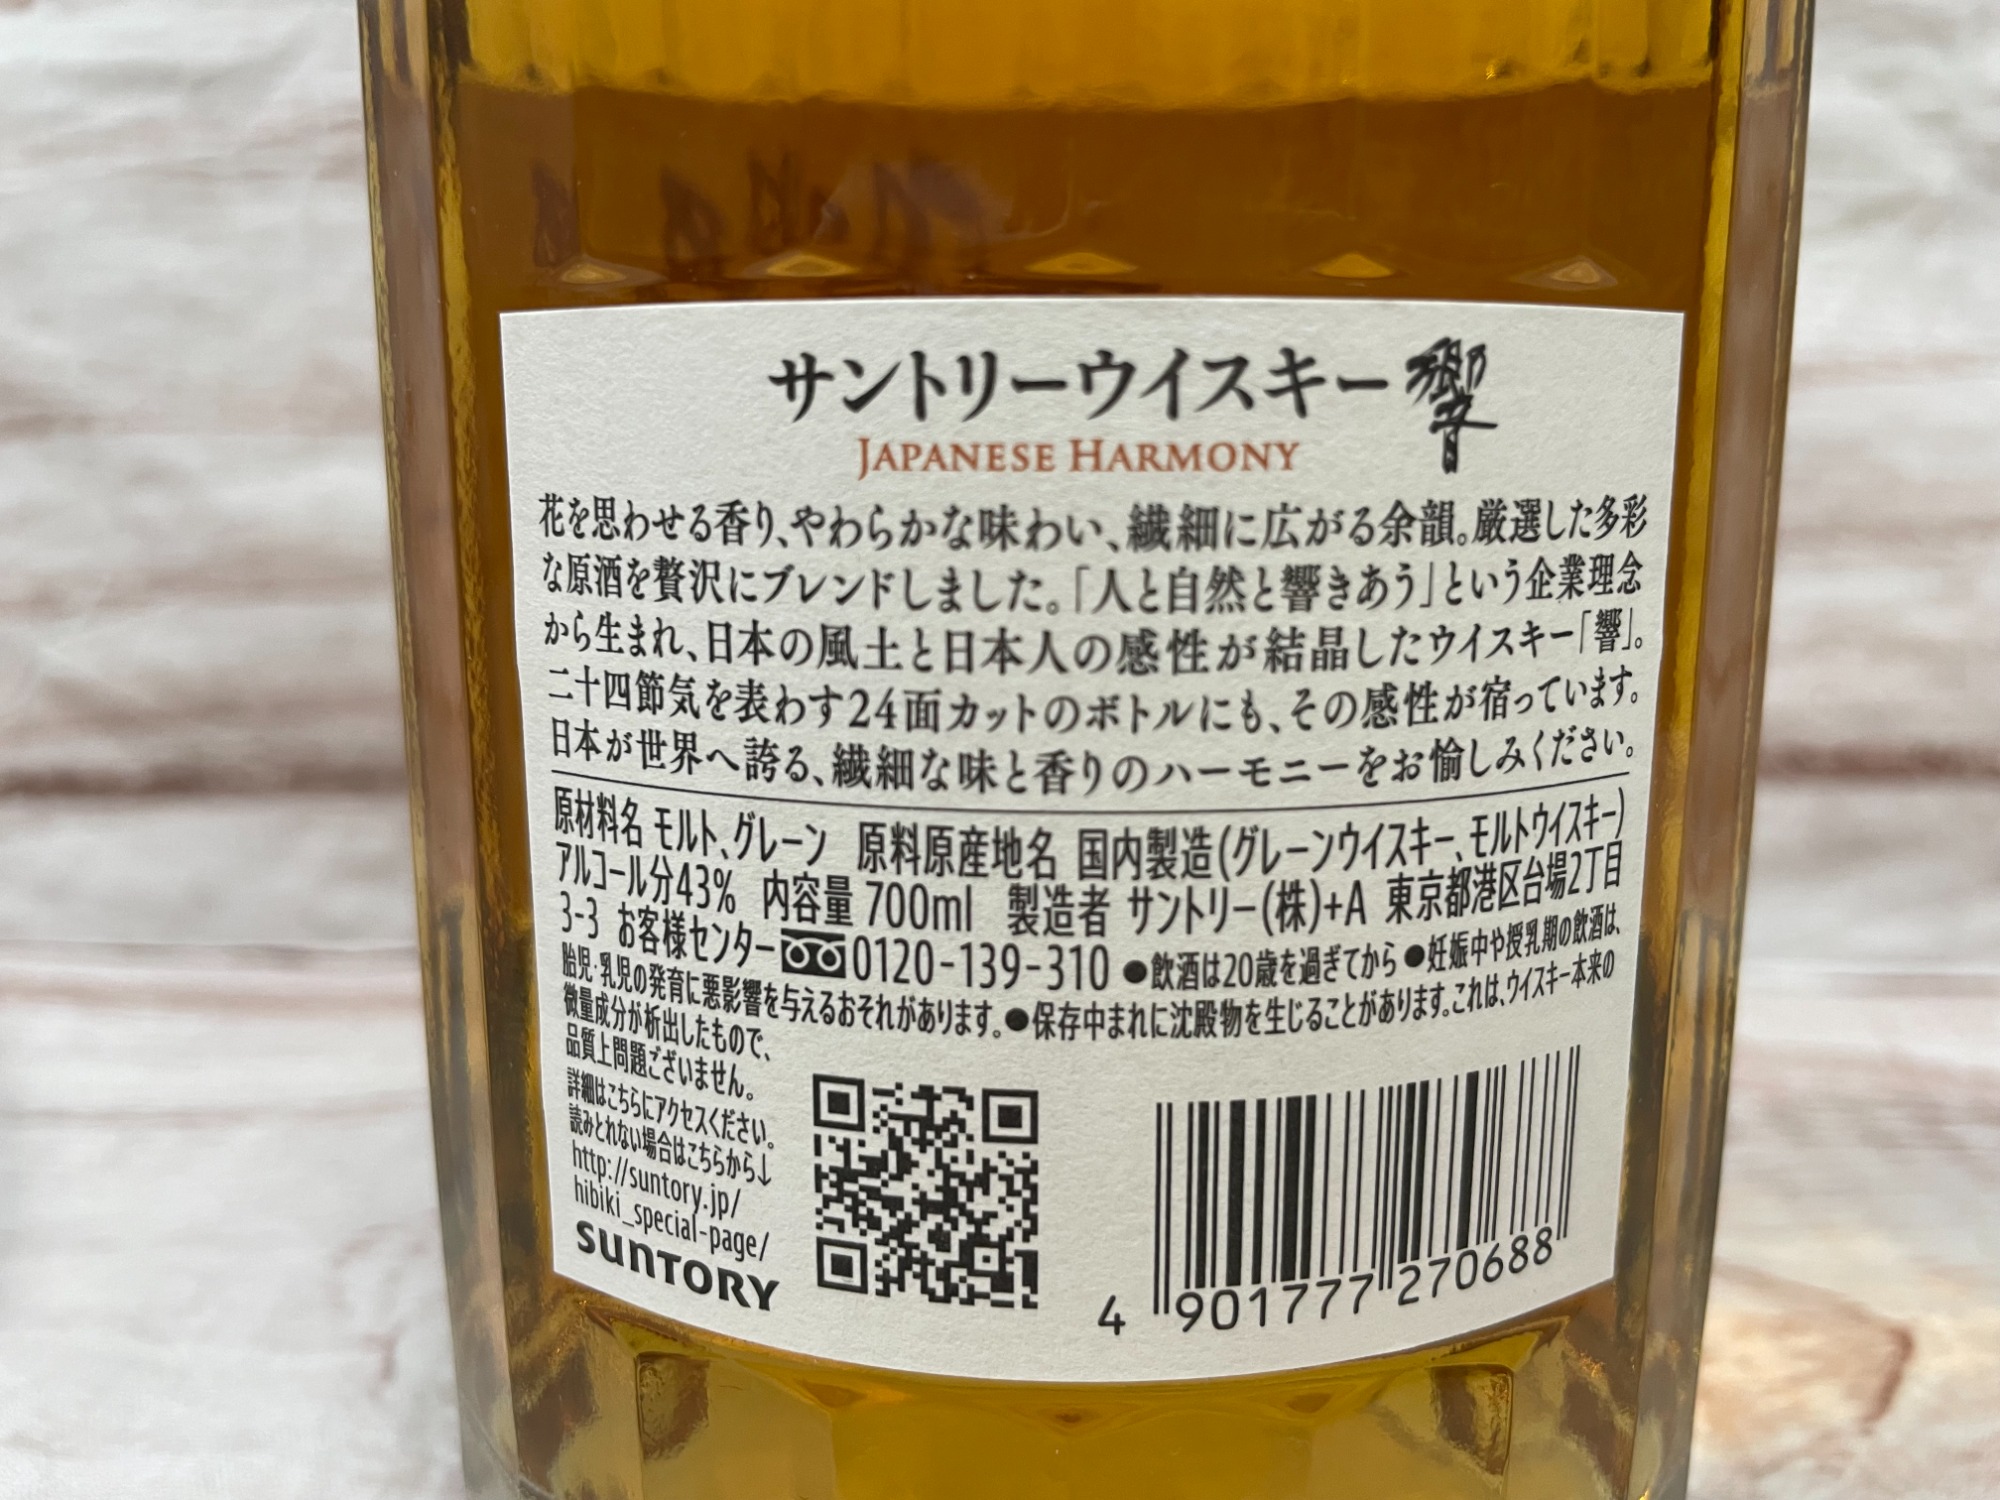 サントリーウイスキー響
JAPANESE HARMONY
花を思わせる香り、やわらかな味わい、繊細に広がる余韻。厳選した多彩
な原酒を贅沢にブレンドしました。「人と自然と響きあう」という企業理念
から生まれ、日本の風土と日本人の感性が結晶したウイスキー「響」。
二十四節気を表わす24面カットのボトルにも、その感性が宿っています。
日本が世界へ誇る、繊細な味と香りのハーモニーをお愉しみください。
原材料名 モルト、グレーン 原料原産地名 国内製造(グレーンウイスキー、モルトウイスキー)
アルコール分43% 内容量 700ml 製造者 サントリー(株)+A 東京都港区台場2丁目
3-3 お客様センター 0120-139-310 ●飲酒は20歳を過ぎてから ●妊娠中や授乳期の飲酒は、
胎児・乳児の発育に悪影響を与えるおそれがあります。●保存中まれに沈殿物を生じることがあります。これは、ウイスキー本来の
微量成分が析出したもので、
品質上問題ございません。
詳細はこちらにアクセスください。
読みとれない場合はこちらから↓
http://suntory.jp/
hibiki_special-page/
SUNTORY
4 901777 270688